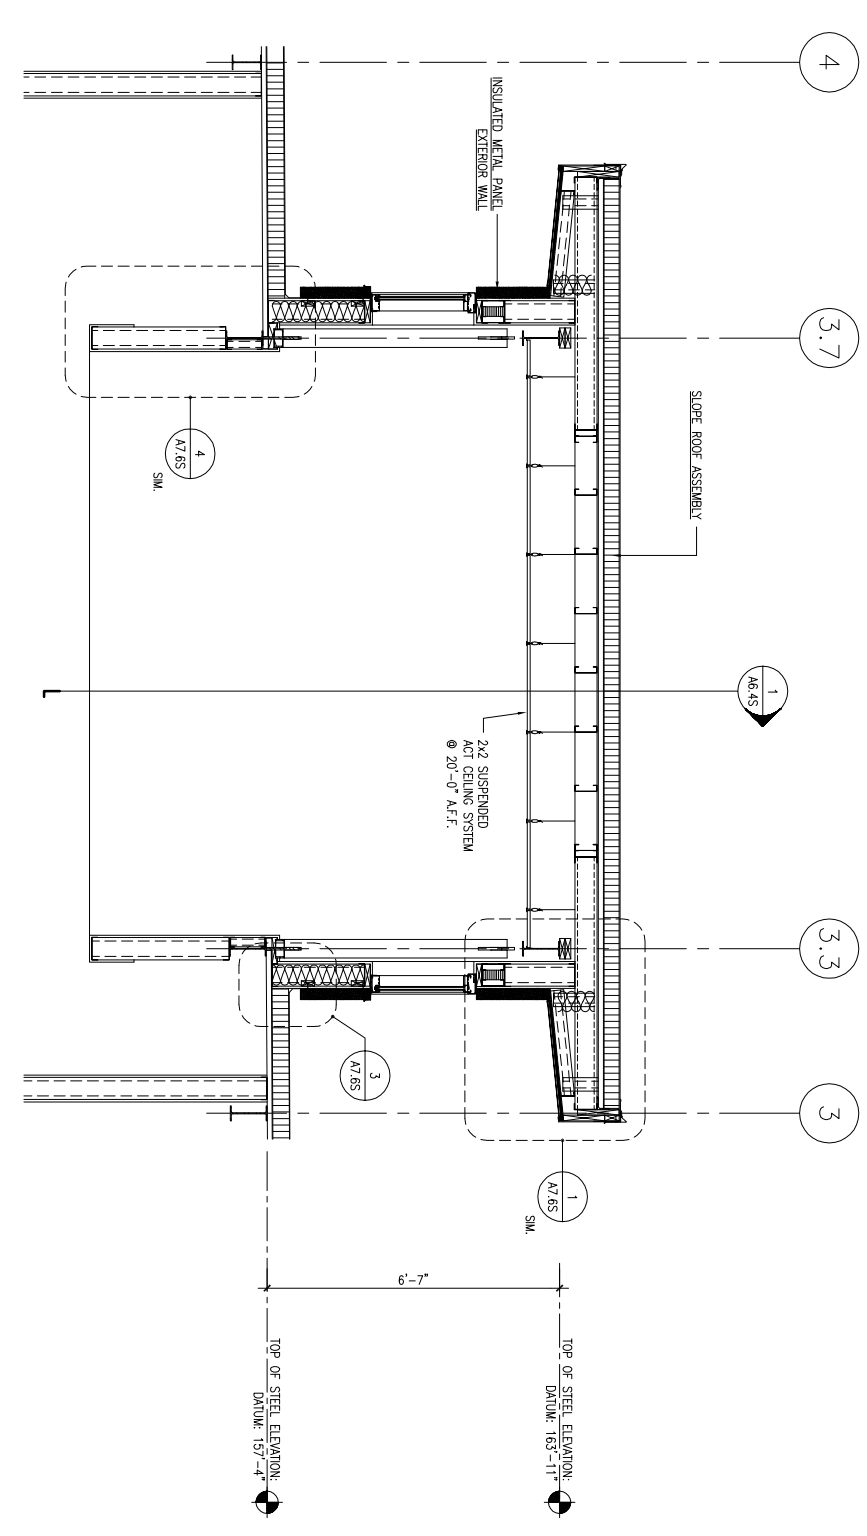 4
3.7
3.3
3
INSULATED METAL PANEL
EXTERIOR WALL
SLOPE ROOF ASSEMBLY
1
A6.4S
2x2 SUSPENDED
ACT CEILING SYSTEM
@ 20'-0" A.F.F.
4
A7.6S
SIM.
3
A7.6S
1
A7.6S
SIM.
6'-7"
TOP OF STEEL ELEVATION:
DATUM: 163'-11"
TOP OF STEEL ELEVATION:
DATUM: 157'-4"